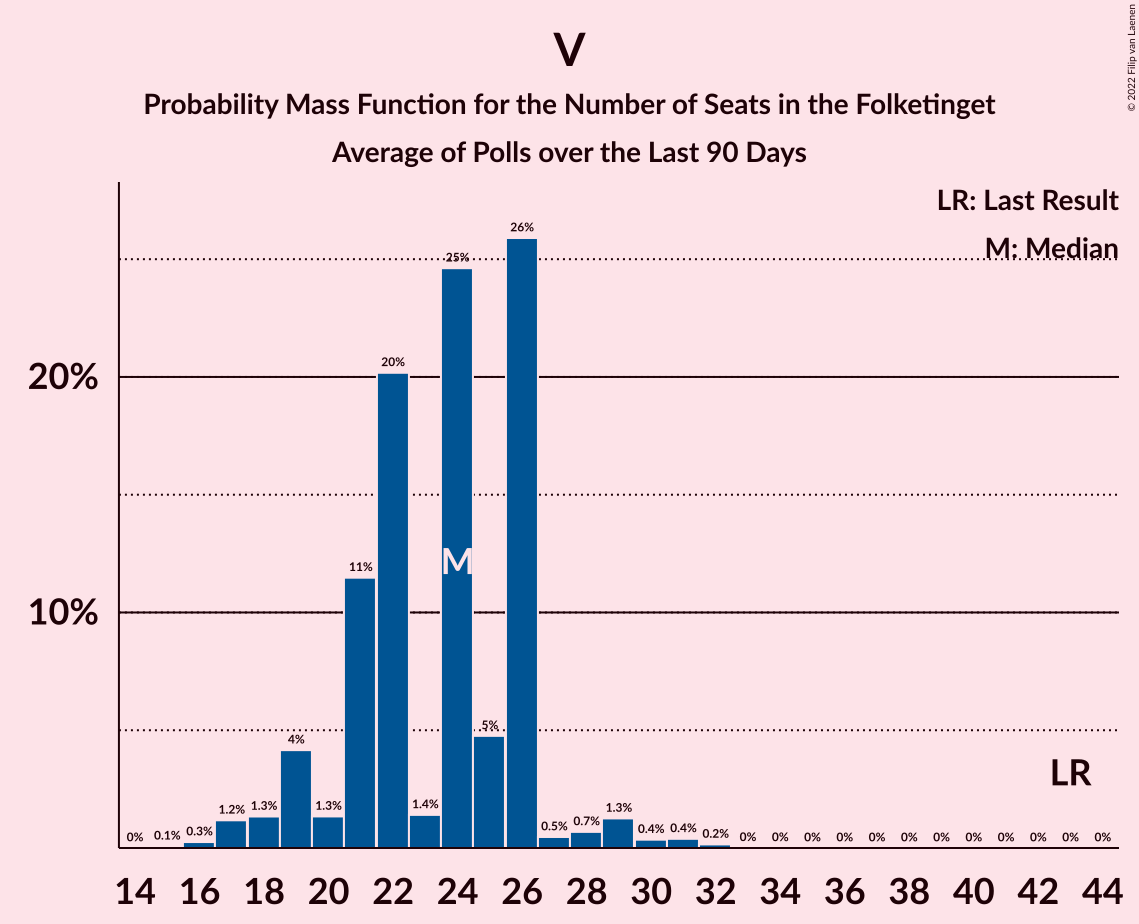 V
Probability Mass Function for the Number of Seats in the Folketinget
Average of Polls over the Last 90 Days
© 2022 Filip van Laenen
LR: Last Result
M: Median
20%
10%
0% 0.1% 0.3% 1.2% 1.3% 4% 1.3% 11% 20% 1.4% 25% 5% 26% 0.5% 0.7% 1.3% 0.4% 0.4% 0.2% 0% 0% 0% 0% 0% 0% 0% 0% 0% 0% 0% 0%
M
LR
14 16 18 20 22 24 26 28 30 32 34 36 38 40 42 44